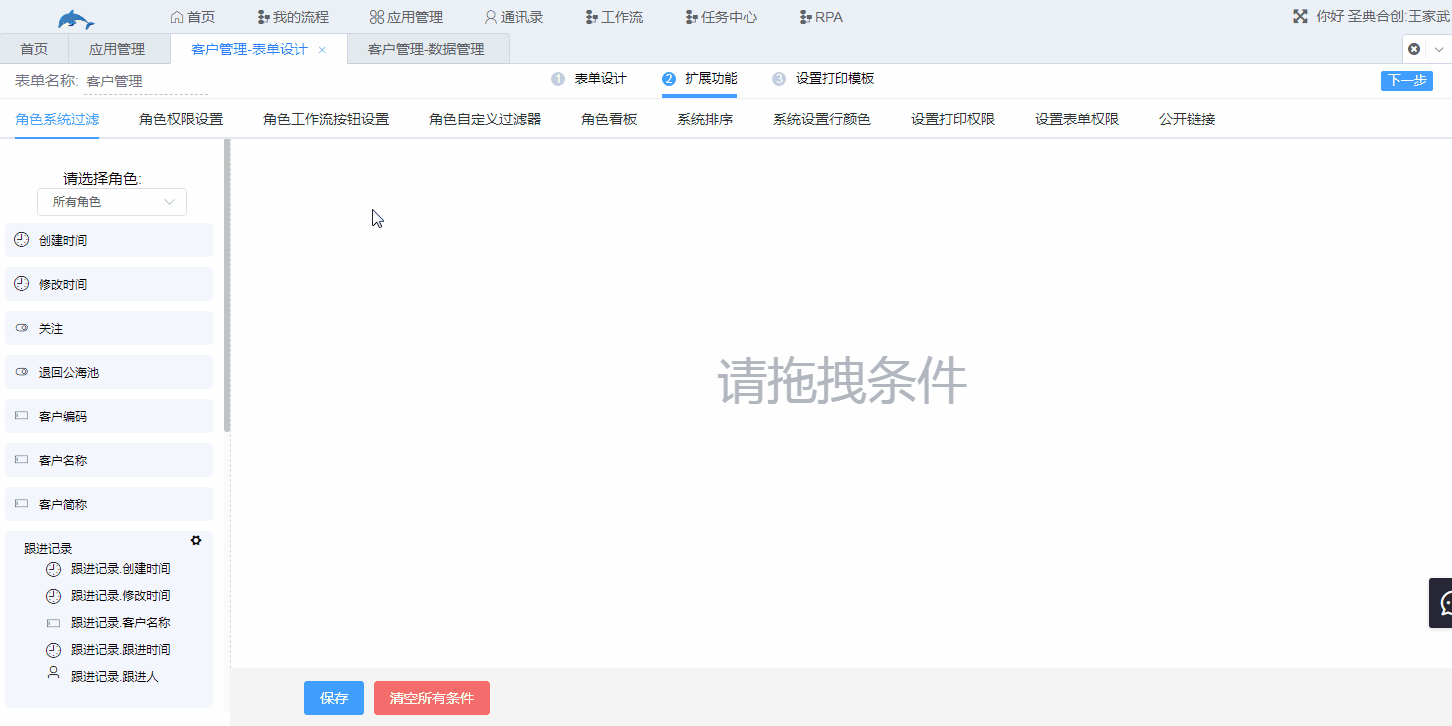 首页 我的流程 应用管理 通讯录 工作流 任务中心 RPA 你好 圣典合创:王家武
首页 应用管理 客户管理-表单设计 × 客户管理-数据管理
表单名称: 客户管理 1 表单设计 2 扩展功能 3 设置打印模板 下一步
角色系统过滤 角色权限设置 角色工作流按钮设置 角色自定义过滤器 角色看板 系统排序 系统设置行颜色 设置打印权限 设置表单权限 公开链接
请选择角色:
所有角色
创建时间
修改时间
关注
退回公海池
客户编码
客户名称
客户简称
跟进记录
跟进记录.创建时间
跟进记录.修改时间
跟进记录.客户名称
跟进记录.跟进时间
跟进记录.跟进人
请拖拽条件
保存 清空所有条件